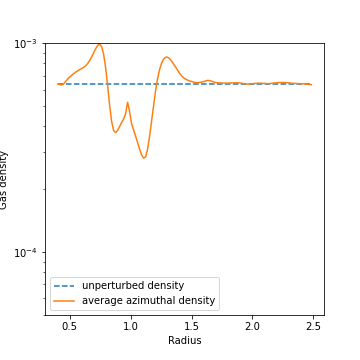 10⁻³
10⁻⁴
Gas density
0.5 1.0 1.5 2.0 2.5
Radius
unperturbed density
average azimuthal density